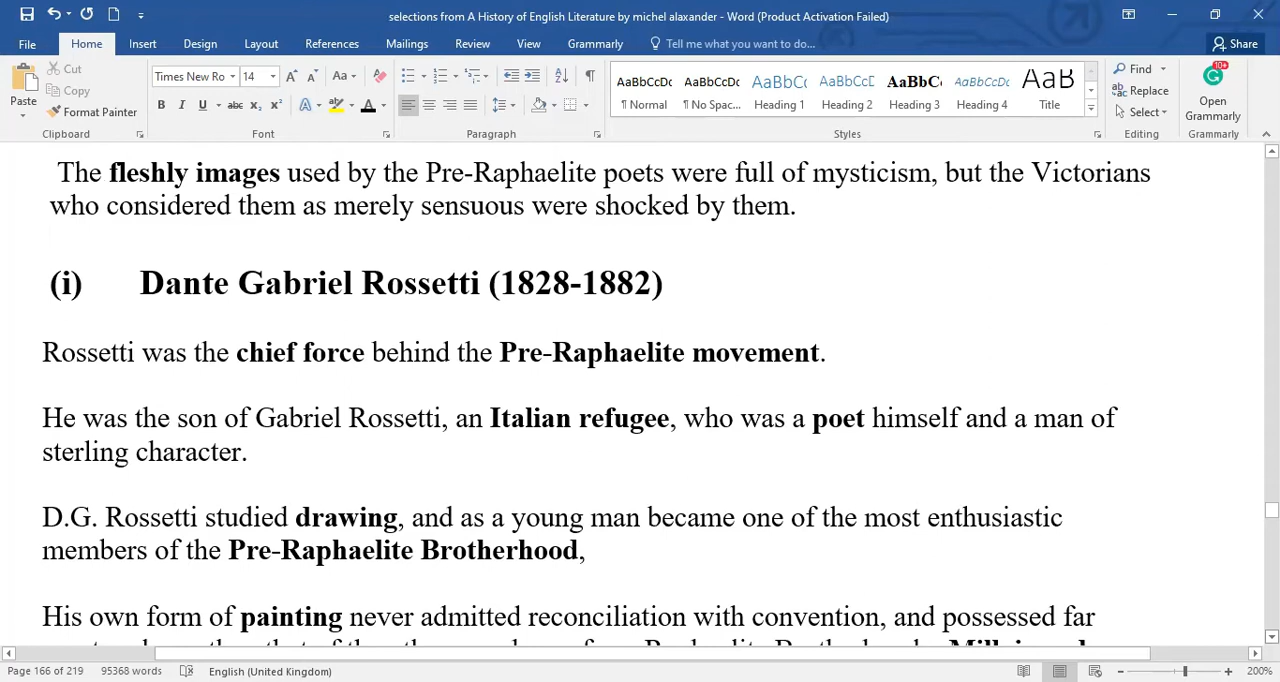 selections from A History of English Literature by michel alaxander - Word (Product Activation Failed)
File Home Insert Design Layout References Mailings Review View Grammarly Tell me what you want to do... Share
Cut
Copy
Format Painter
Paste
Clipboard
Times New Ro 14
Font
Paragraph
AaBbCcDc AaBbCcDc AaBbC AaBbCcD AaBbC AaBbCcDc AaB
¶ Normal ¶ No Spac... Heading 1 Heading 2 Heading 3 Heading 4 Title
Styles
Find
Replace
Select
Editing
10+
Open
Grammarly
Grammarly
The fleshly images used by the Pre-Raphaelite poets were full of mysticism, but the Victorians
who considered them as merely sensuous were shocked by them.
(i) Dante Gabriel Rossetti (1828-1882)
Rossetti was the chief force behind the Pre-Raphaelite movement.
He was the son of Gabriel Rossetti, an Italian refugee, who was a poet himself and a man of
sterling character.
D.G. Rossetti studied drawing, and as a young man became one of the most enthusiastic
members of the Pre-Raphaelite Brotherhood,
His own form of painting never admitted reconciliation with convention, and possessed far
Page 166 of 219 95368 words English (United Kingdom) 200%